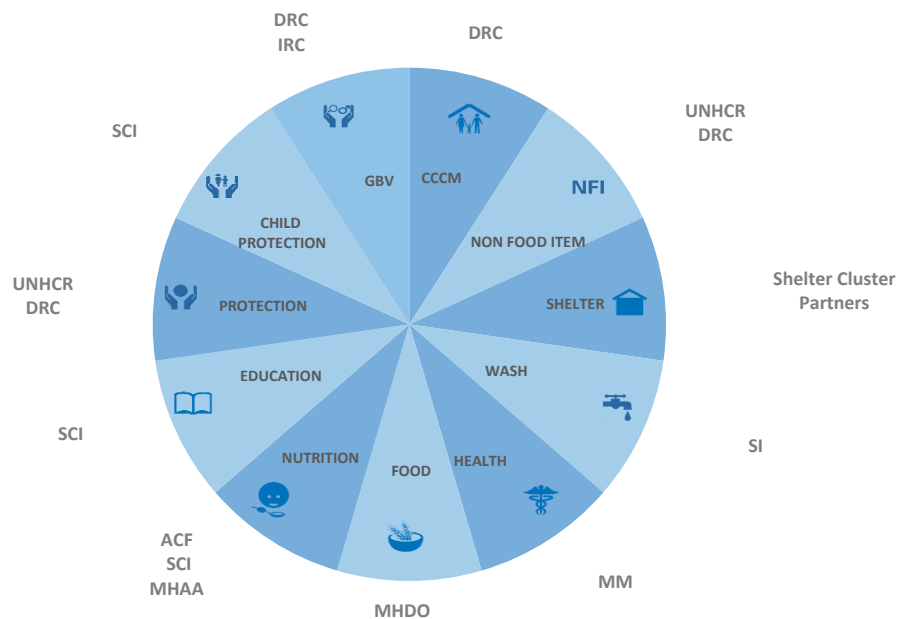 DRC
IRC
DRC
SCI
UNHCR
DRC
NFI
GBV
CCCM
CHILD
PROTECTION
NON FOOD ITEM
UNHCR
DRC
PROTECTION
SHELTER
Shelter Cluster
Partners
EDUCATION
WASH
SCI
NUTRITION
FOOD
HEALTH
SI
ACF
SCI
MHAA
MHDO
MM